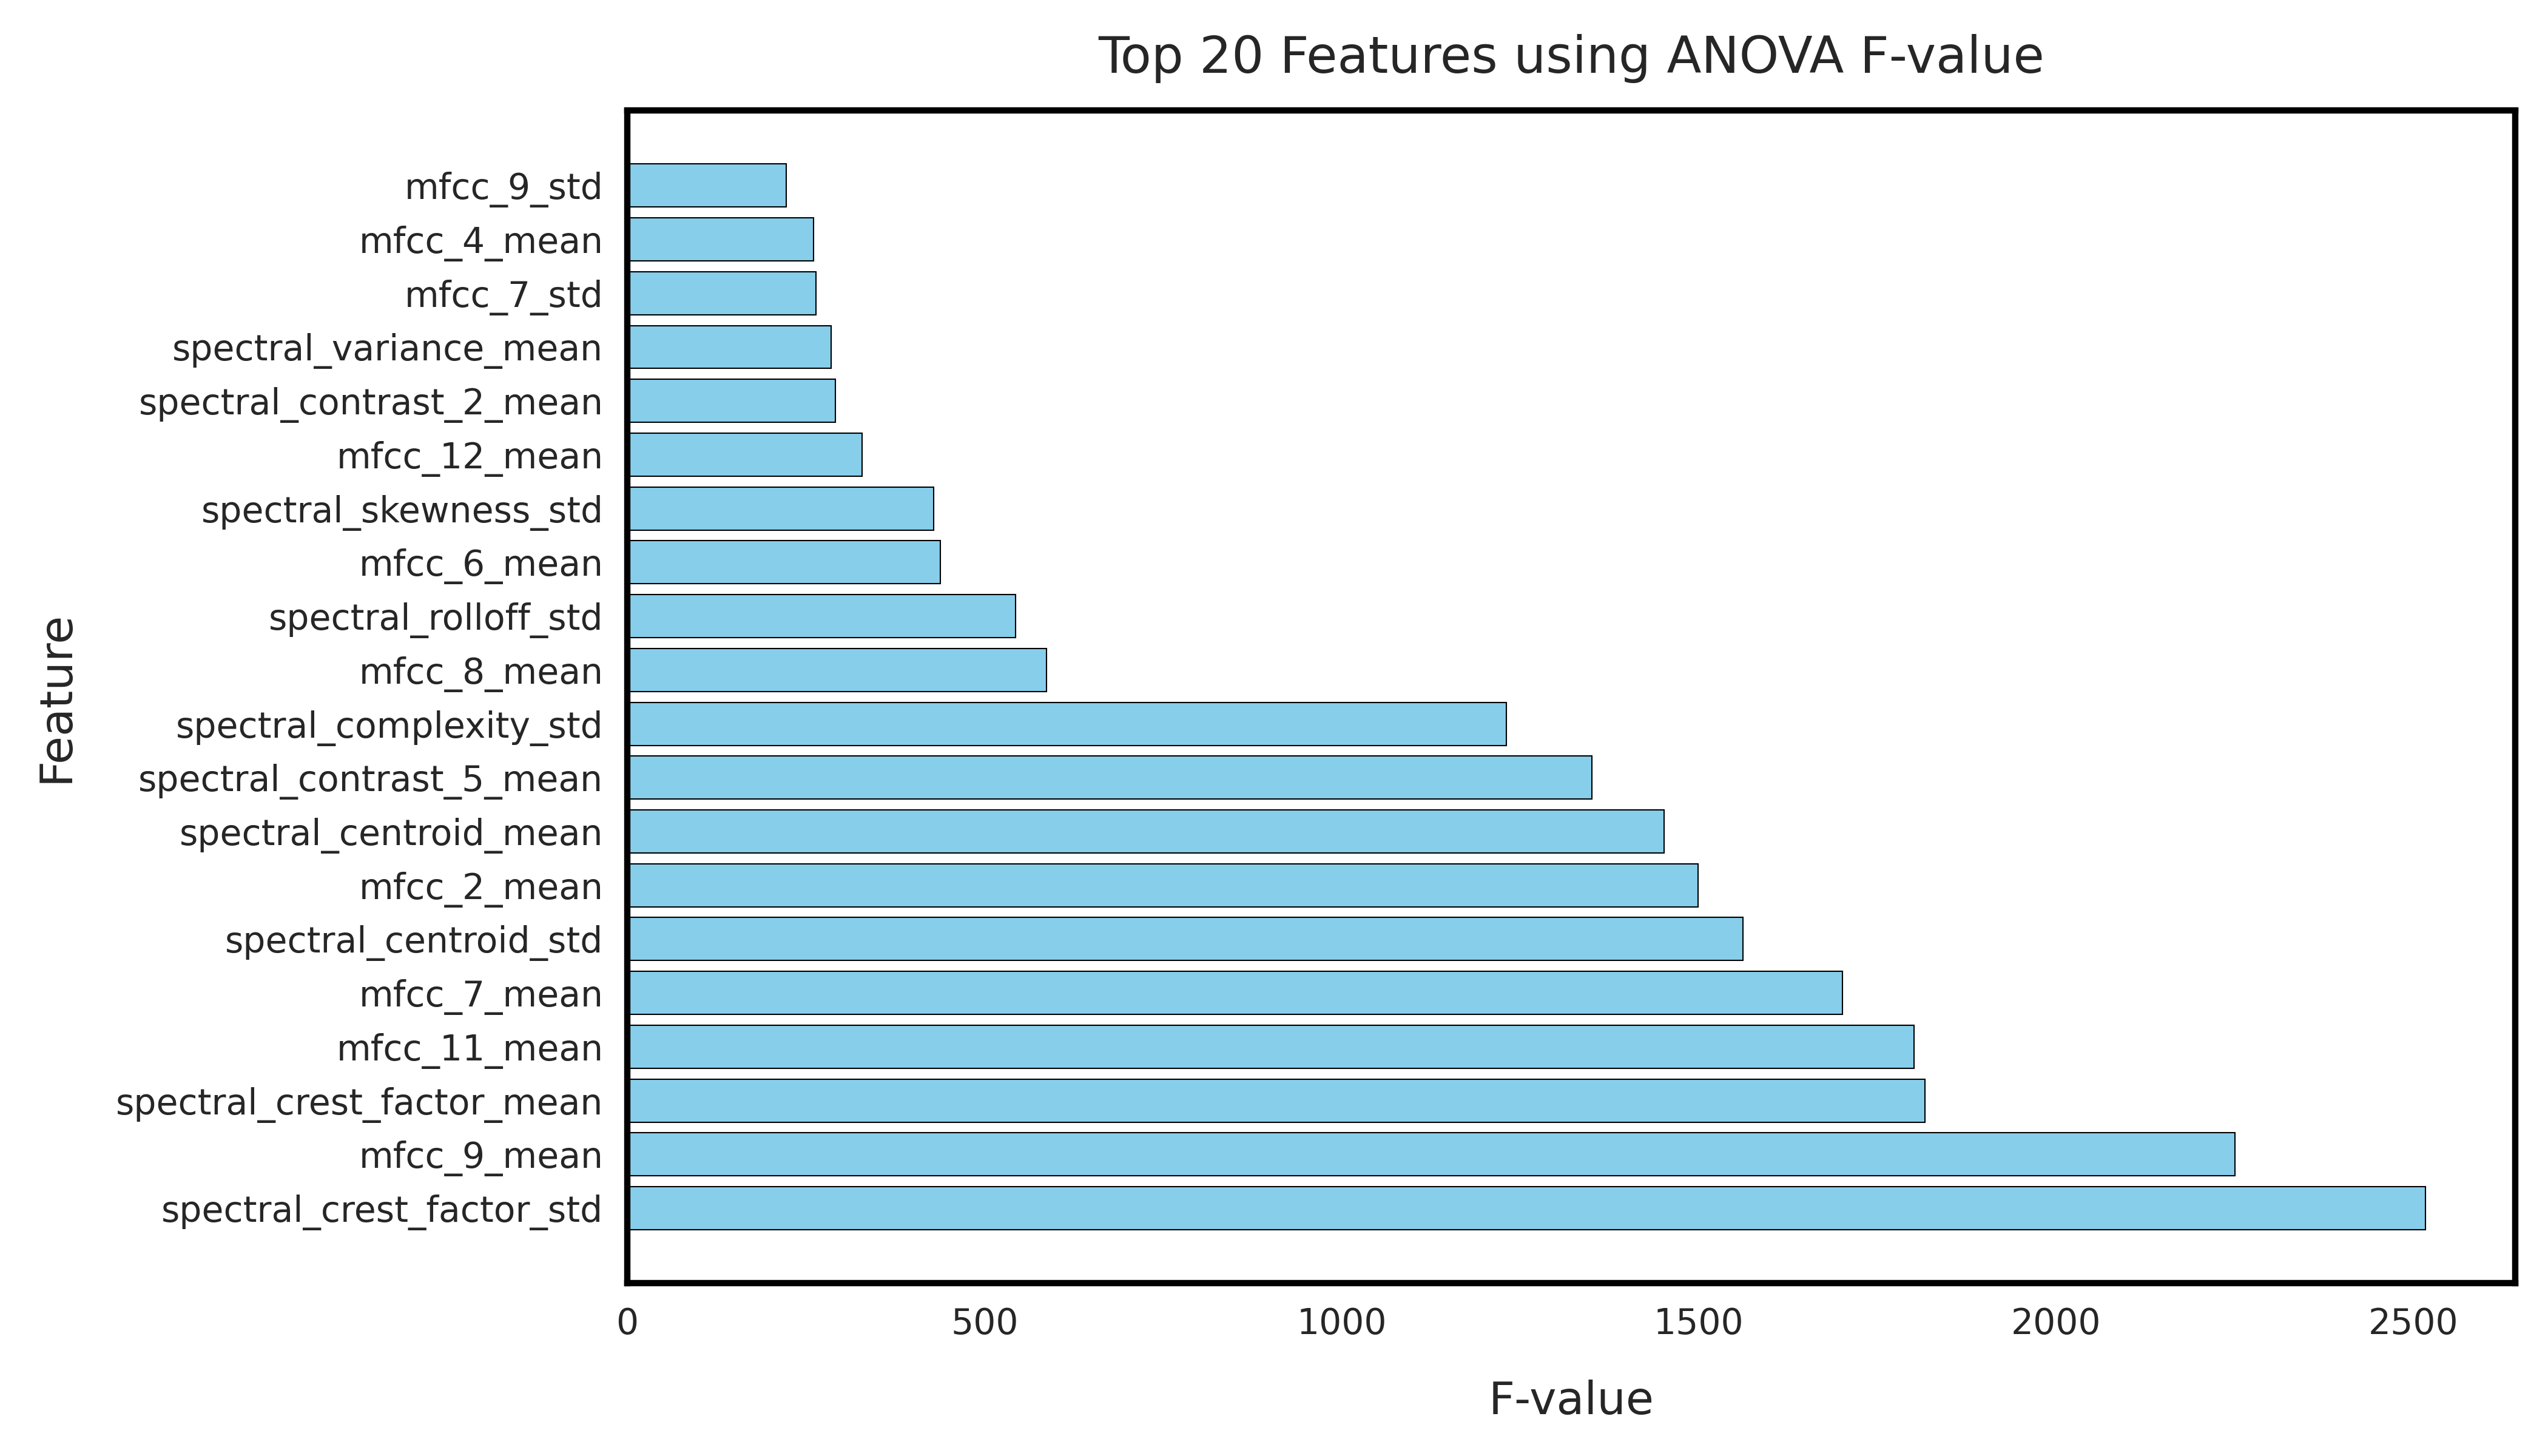 Top 20 Features using ANOVA F-value
mfcc_9_std
mfcc_4_mean
mfcc_7_std
spectral_variance_mean
spectral_contrast_2_mean
mfcc_12_mean
spectral_skewness_std
mfcc_6_mean
spectral_rolloff_std
mfcc_8_mean
spectral_complexity_std
spectral_contrast_5_mean
spectral_centroid_mean
mfcc_2_mean
spectral_centroid_std
mfcc_7_mean
mfcc_11_mean
spectral_crest_factor_mean
mfcc_9_mean
spectral_crest_factor_std
Feature
0 500 1000 1500 2000 2500
F-value